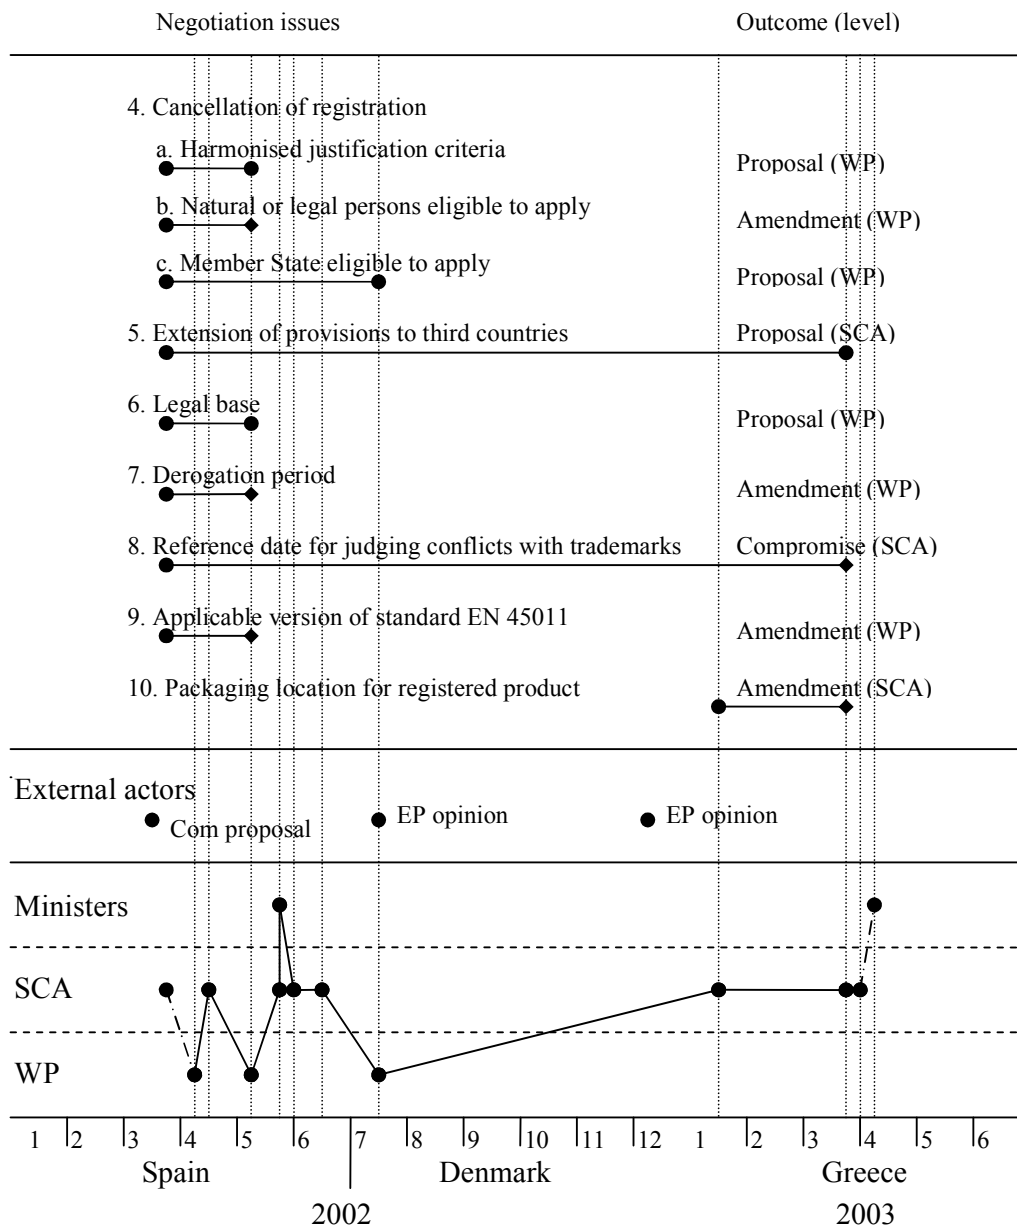 Negotiation issues Outcome (level)
4. Cancellation of registration
a. Harmonised justification criteria Proposal (WP)
b. Natural or legal persons eligible to apply Amendment (WP)
c. Member State eligible to apply Proposal (WP)
5. Extension of provisions to third countries Proposal (SCA)
6. Legal base Proposal (WP)
7. Derogation period Amendment (WP)
8. Reference date for judging conflicts with trademarks Compromise (SCA)
9. Applicable version of standard EN 45011 Amendment (WP)
10. Packaging location for registered product Amendment (SCA)
External actors
Com proposal EP opinion EP opinion
Ministers
SCA
WP
1 2 3 4 5 6 7 8 9 10 11 12 1 2 3 4 5 6
Spain Denmark Greece
2002 2003